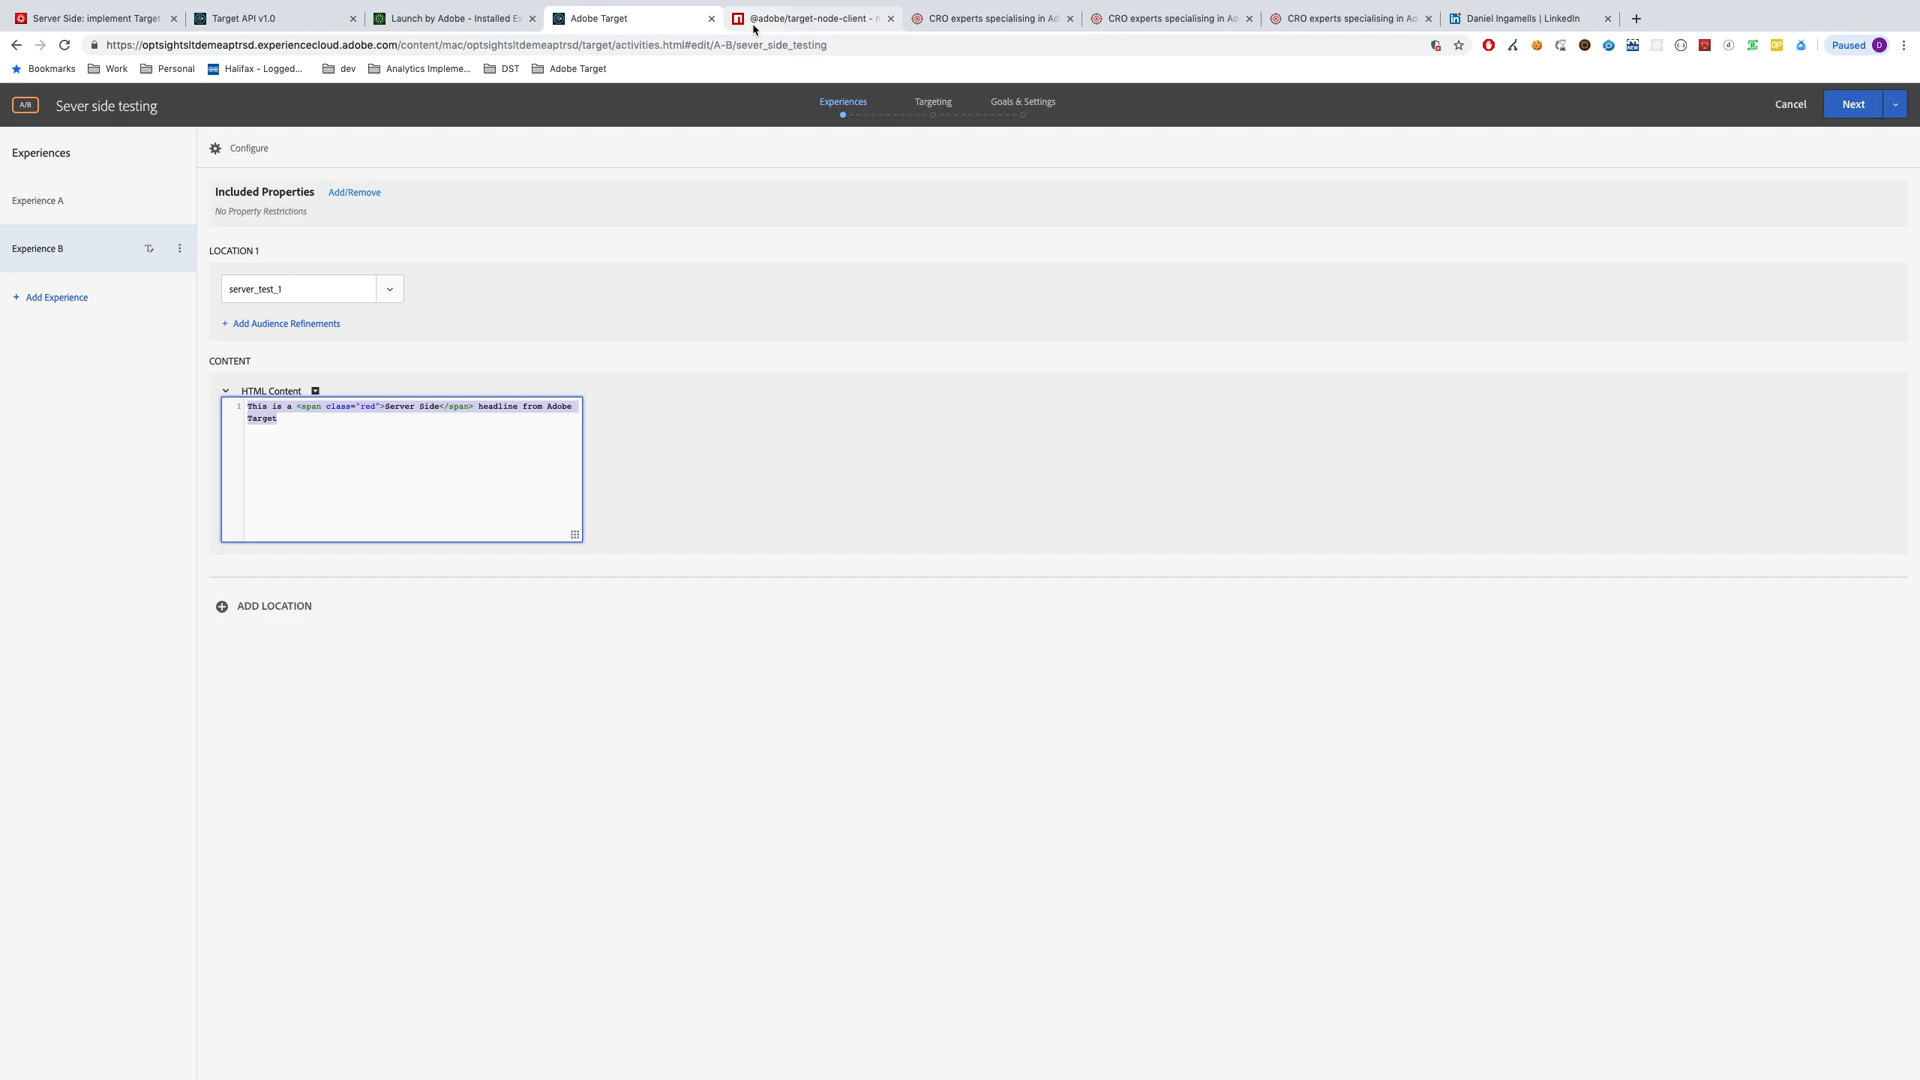 Server Side: implement Target
Target API v1.0
Launch by Adobe - Installed Ex
Adobe Target
@adobe/target-node-client - n
CRO experts specialising in Ad
CRO experts specialising in Ad
CRO experts specialising in Ad
Daniel Ingamells | LinkedIn
https://optsightsltdemeaptrsd.experiencecloud.adobe.com/content/mac/optsightsltdemeaptrsd/target/activities.html#edit/A-B/sever_side_testing
Paused D
Bookmarks
Work
Personal
Halifax - Logged...
dev
Analytics Impleme...
DST
Adobe Target
A/B
Sever side testing
Experiences
Targeting
Goals & Settings
Cancel
Next
Experiences
Configure
Included Properties Add/Remove
No Property Restrictions
Experience A
Experience B
+ Add Experience
LOCATION 1
server_test_1
+ Add Audience Refinements
CONTENT
HTML Content
1 This is a <span class="red">Server Side</span> headline from Adobe
Target
ADD LOCATION